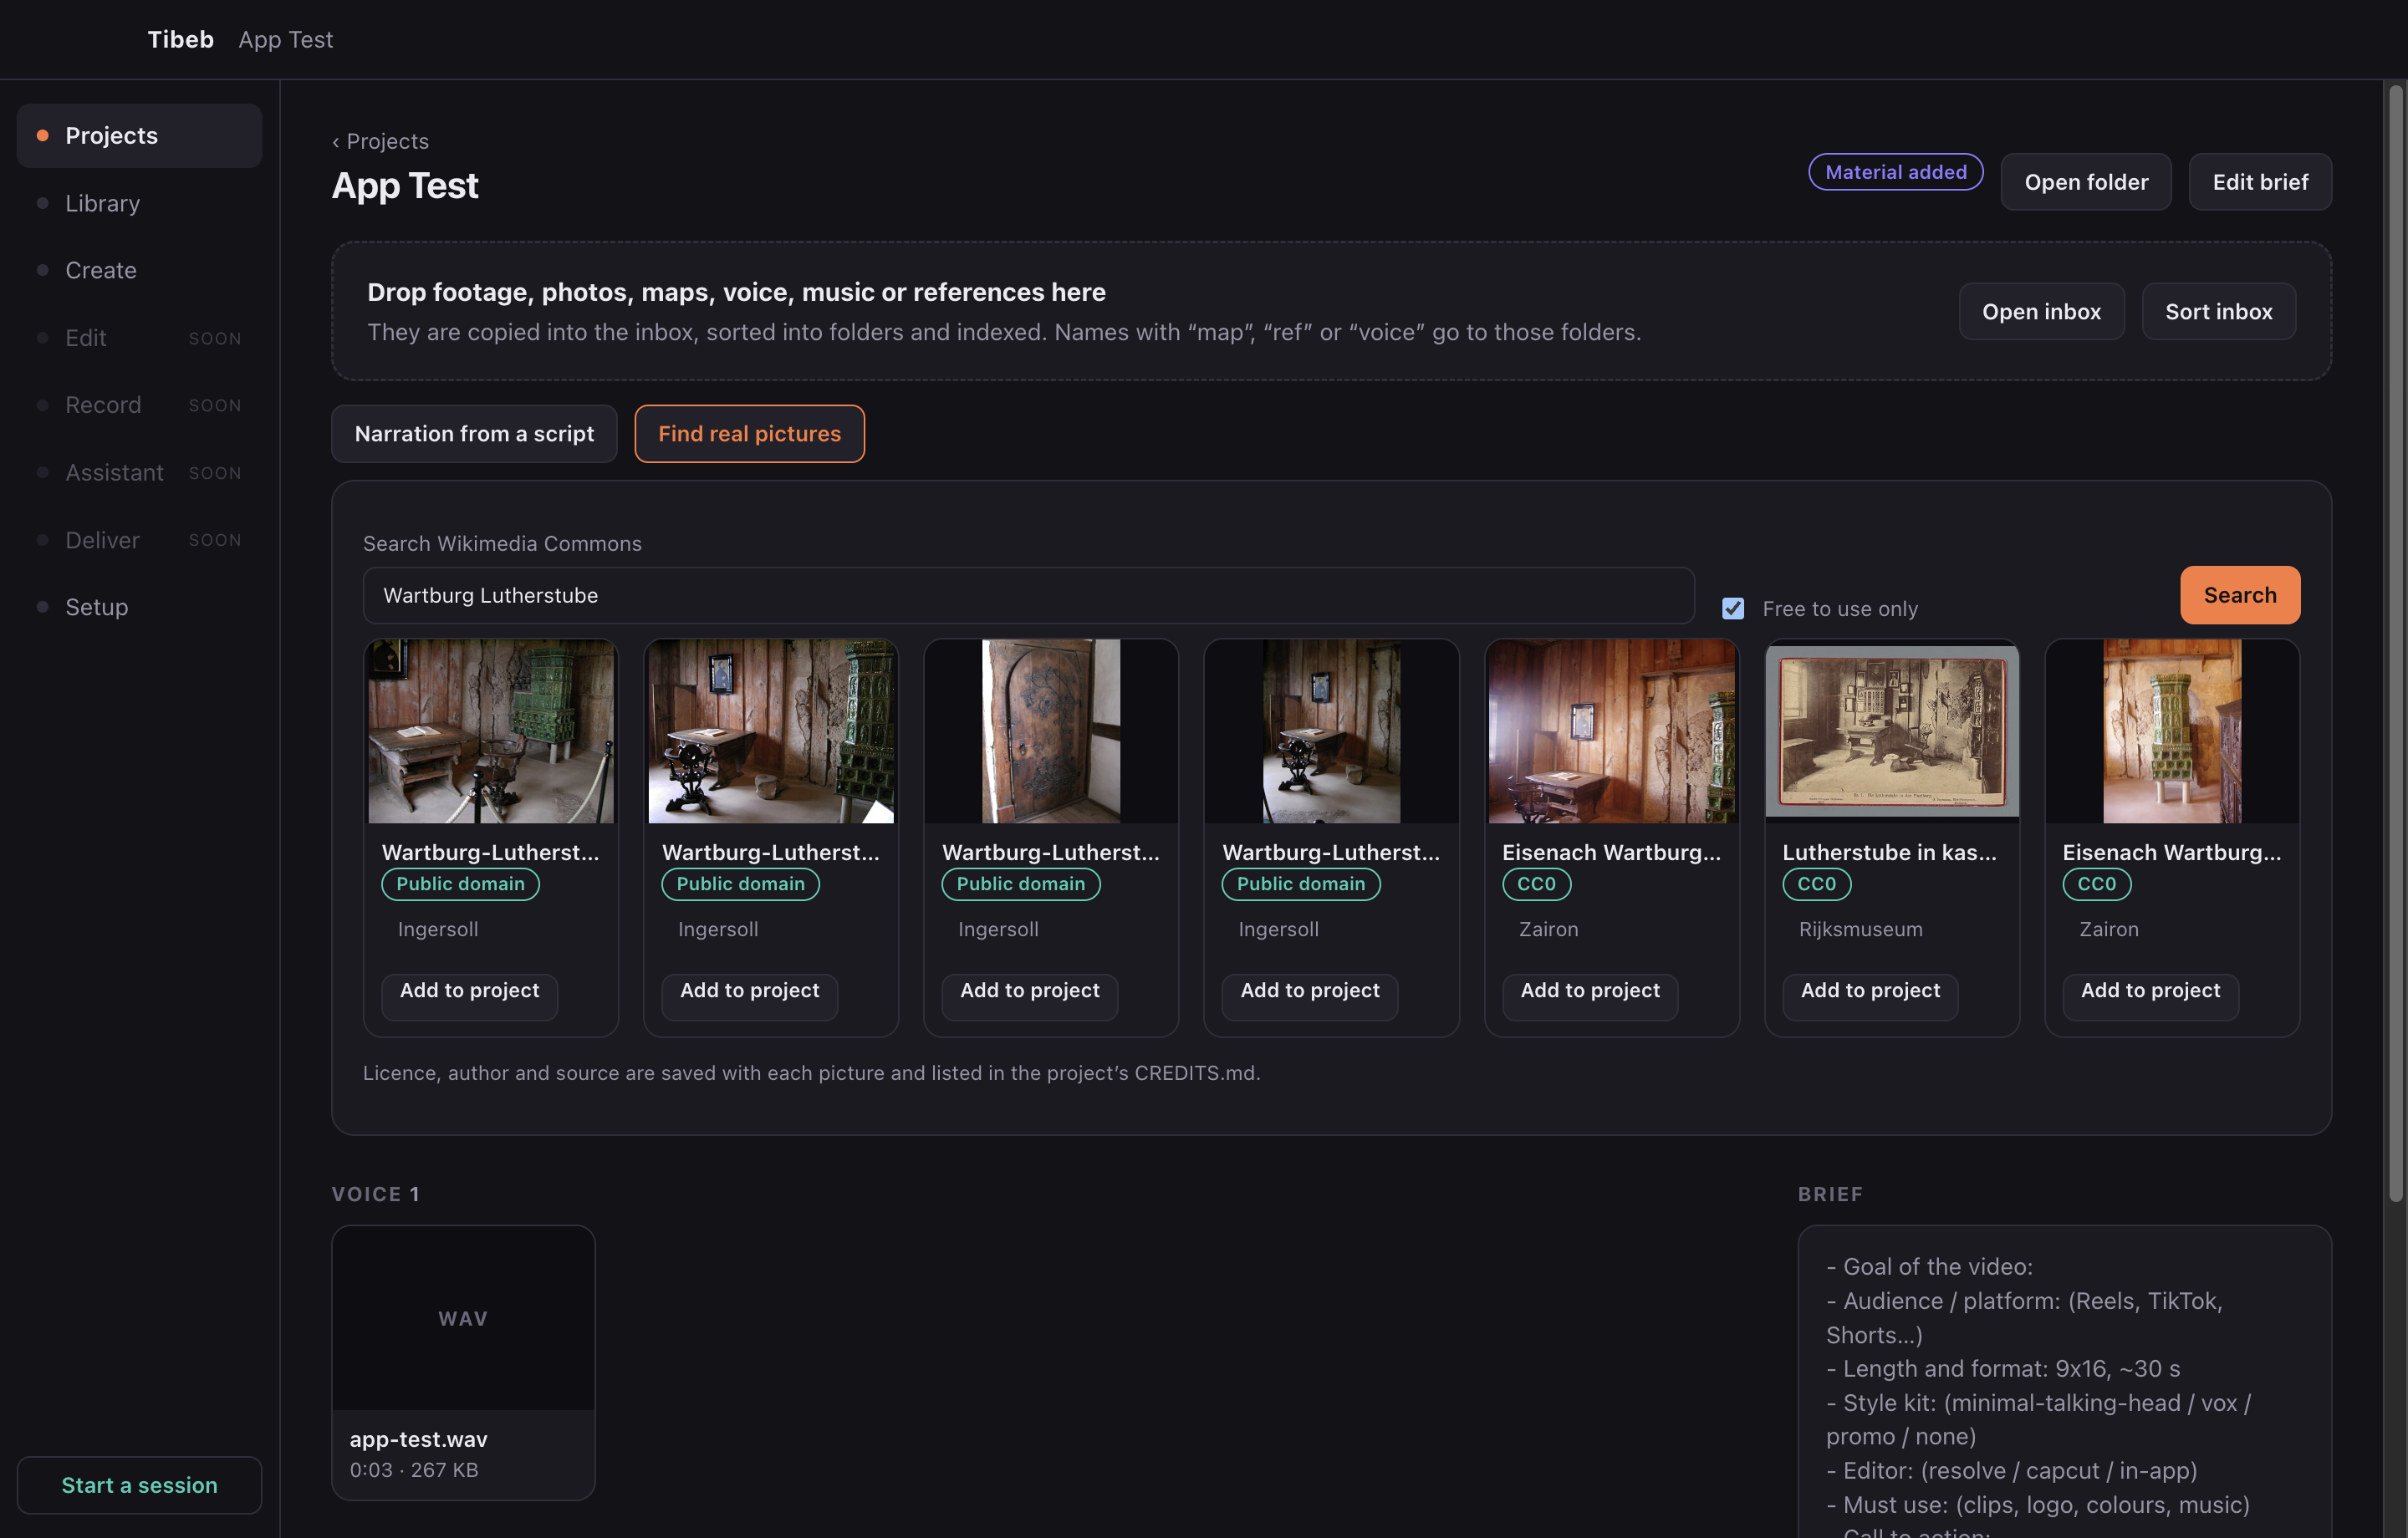 Tibeb App Test
Projects
Library
Create
Edit SOON
Record SOON
Assistant SOON
Deliver SOON
Setup
Start a session
‹ Projects
App Test
Material added
Open folder
Edit brief
Drop footage, photos, maps, voice, music or references here
They are copied into the inbox, sorted into folders and indexed. Names with “map”, “ref” or “voice” go to those folders.
Open inbox
Sort inbox
Narration from a script
Find real pictures
Search Wikimedia Commons
Wartburg Lutherstube
Free to use only
Search
Wartburg-Lutherst...
Public domain
Ingersoll
Add to project
Wartburg-Lutherst...
Public domain
Ingersoll
Add to project
Wartburg-Lutherst...
Public domain
Ingersoll
Add to project
Wartburg-Lutherst...
Public domain
Ingersoll
Add to project
Eisenach Wartburg...
CC0
Zairon
Add to project
Lutherstube in kas...
CC0
Rijksmuseum
Add to project
Eisenach Wartburg...
CC0
Zairon
Add to project
Licence, author and source are saved with each picture and listed in the project’s CREDITS.md.
VOICE 1
WAV
app-test.wav
0:03 · 267 KB
BRIEF
- Goal of the video:
- Audience / platform: (Reels, TikTok,
Shorts...)
- Length and format: 9x16, ~30 s
- Style kit: (minimal-talking-head / vox /
promo / none)
- Editor: (resolve / capcut / in-app)
- Must use: (clips, logo, colours, music)
- Call to action: